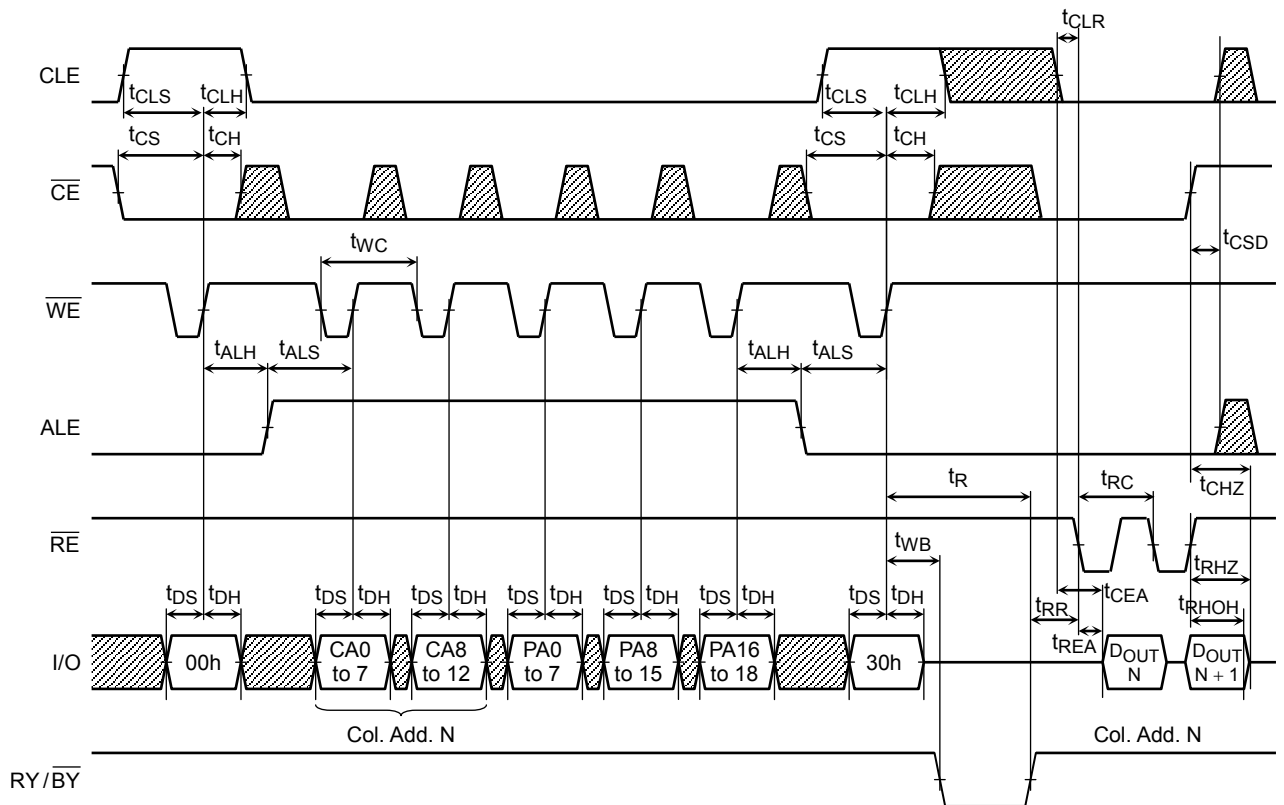 tCLR
CLE
tCLS tCLH tCLS tCLH
tCS tCH tCS tCH
CE
tWC tCSD
WE
tALH tALS tALH tALS
ALE
tR tRC tCHZ
RE
tWB tRHZ
tDS tDH tDS tDH tDS tDH tDS tDH tDS tDH tDS tDH tDS tDH tCEA
tRR tRHOH
tREA
I/O 00h CA0 to 7 CA8 to 12 PA0 to 7 PA8 to 15 PA16 to 18 30h DOUT N DOUT N + 1
Col. Add. N Col. Add. N
RY/BY